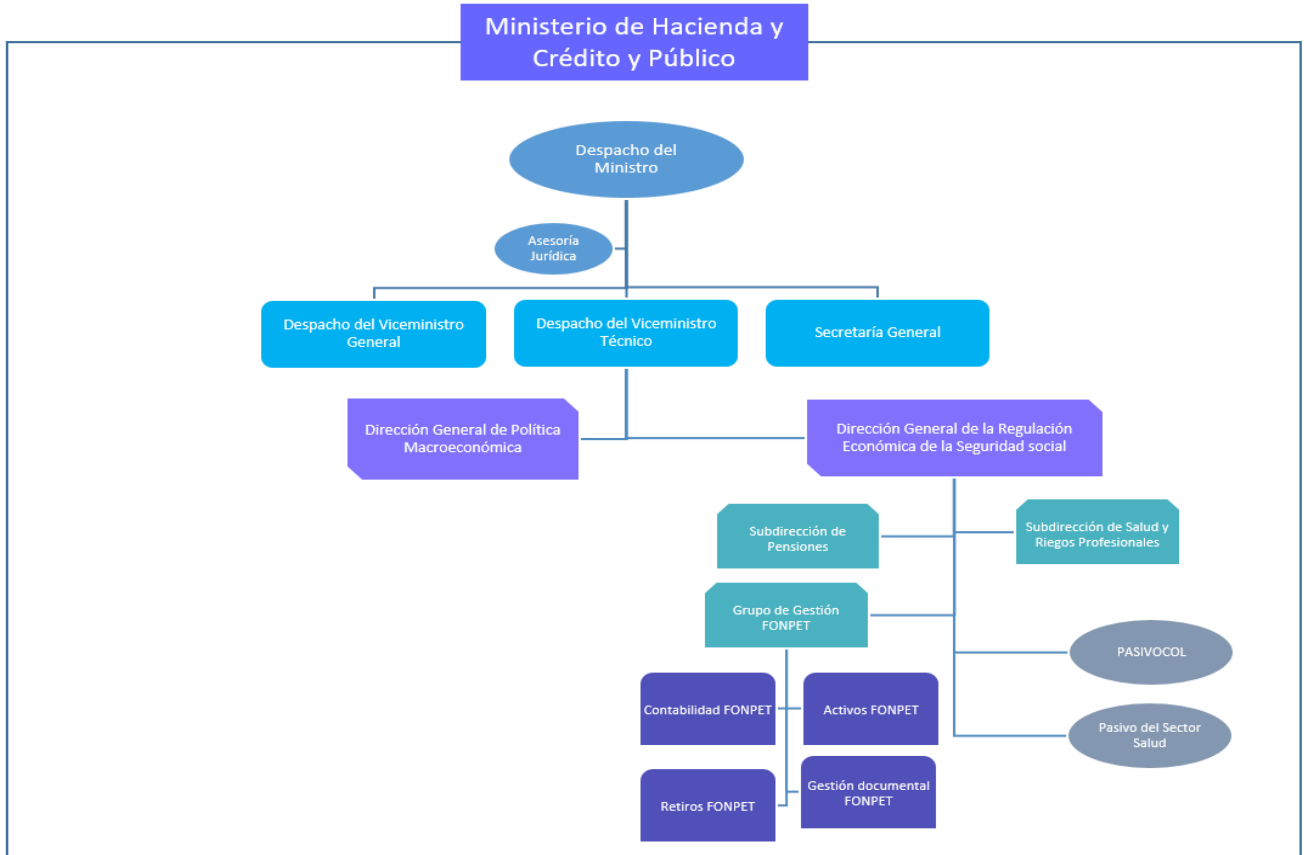 Ministerio de Hacienda y
Crédito y Público
Despacho del
Ministro
Asesoría
Jurídica
Despacho del Viceministro
General
Despacho del Viceministro
Técnico
Secretaría General
Dirección General de Política
Macroeconómica
Dirección General de la Regulación
Económica de la Seguridad social
Subdirección de
Pensiones
Subdirección de Salud y
Riegos Profesionales
Grupo de Gestión
FONPET
PASIVOCOL
Contabilidad FONPET
Activos FONPET
Pasivo del Sector
Salud
Retiros FONPET
Gestión documental
FONPET